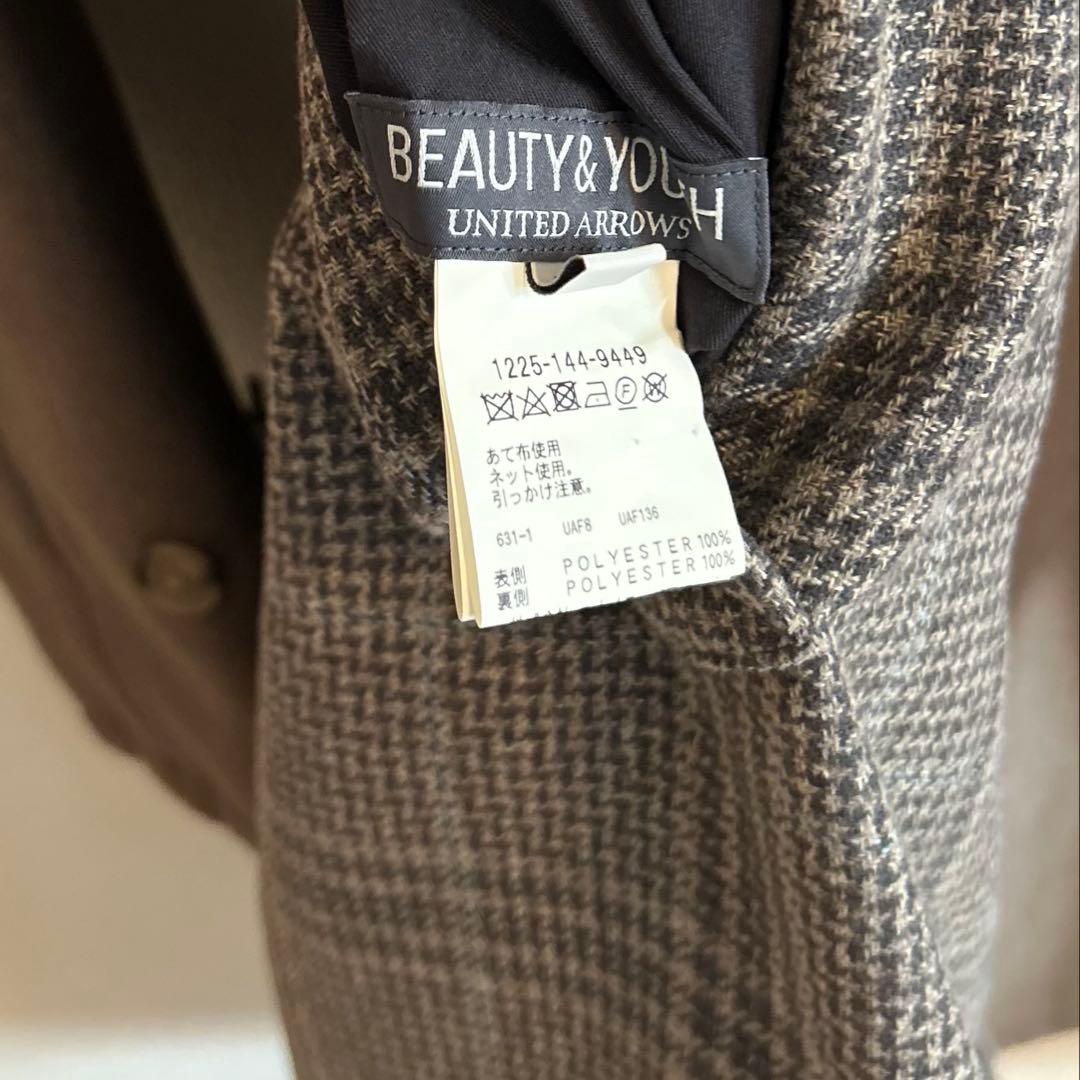 BEAUTY&YOUTH
UNITED ARROWS
1225-144-9449
F W
あて布使用
ネット使用。
引っかけ注意。
631-1 UAF8 UAF136
表側 POLYESTER 100%
裏側 POLYESTER 100%